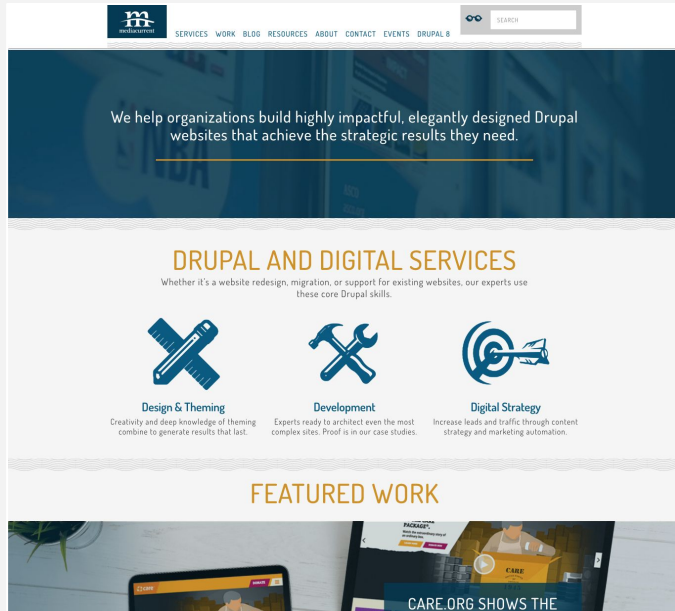 m
mediacurrent
SERVICES WORK BLOG RESOURCES ABOUT CONTACT EVENTS DRUPAL 8
SEARCH
We help organizations build highly impactful, elegantly designed Drupal
websites that achieve the strategic results they need.
NBA
DRUPAL AND DIGITAL SERVICES
Whether it's a website redesign, migration, or support for existing websites, our experts use
these core Drupal skills.
Design & Theming
Creativity and deep knowledge of theming
combine to generate results that last.
Development
Experts ready to architect even the most
complex sites. Proof is in our case studies.
Digital Strategy
Increase leads and traffic through content
strategy and marketing automation.
FEATURED WORK
PACKAGE®.
CARE
care
DONATE
CARE.ORG SHOWS THE